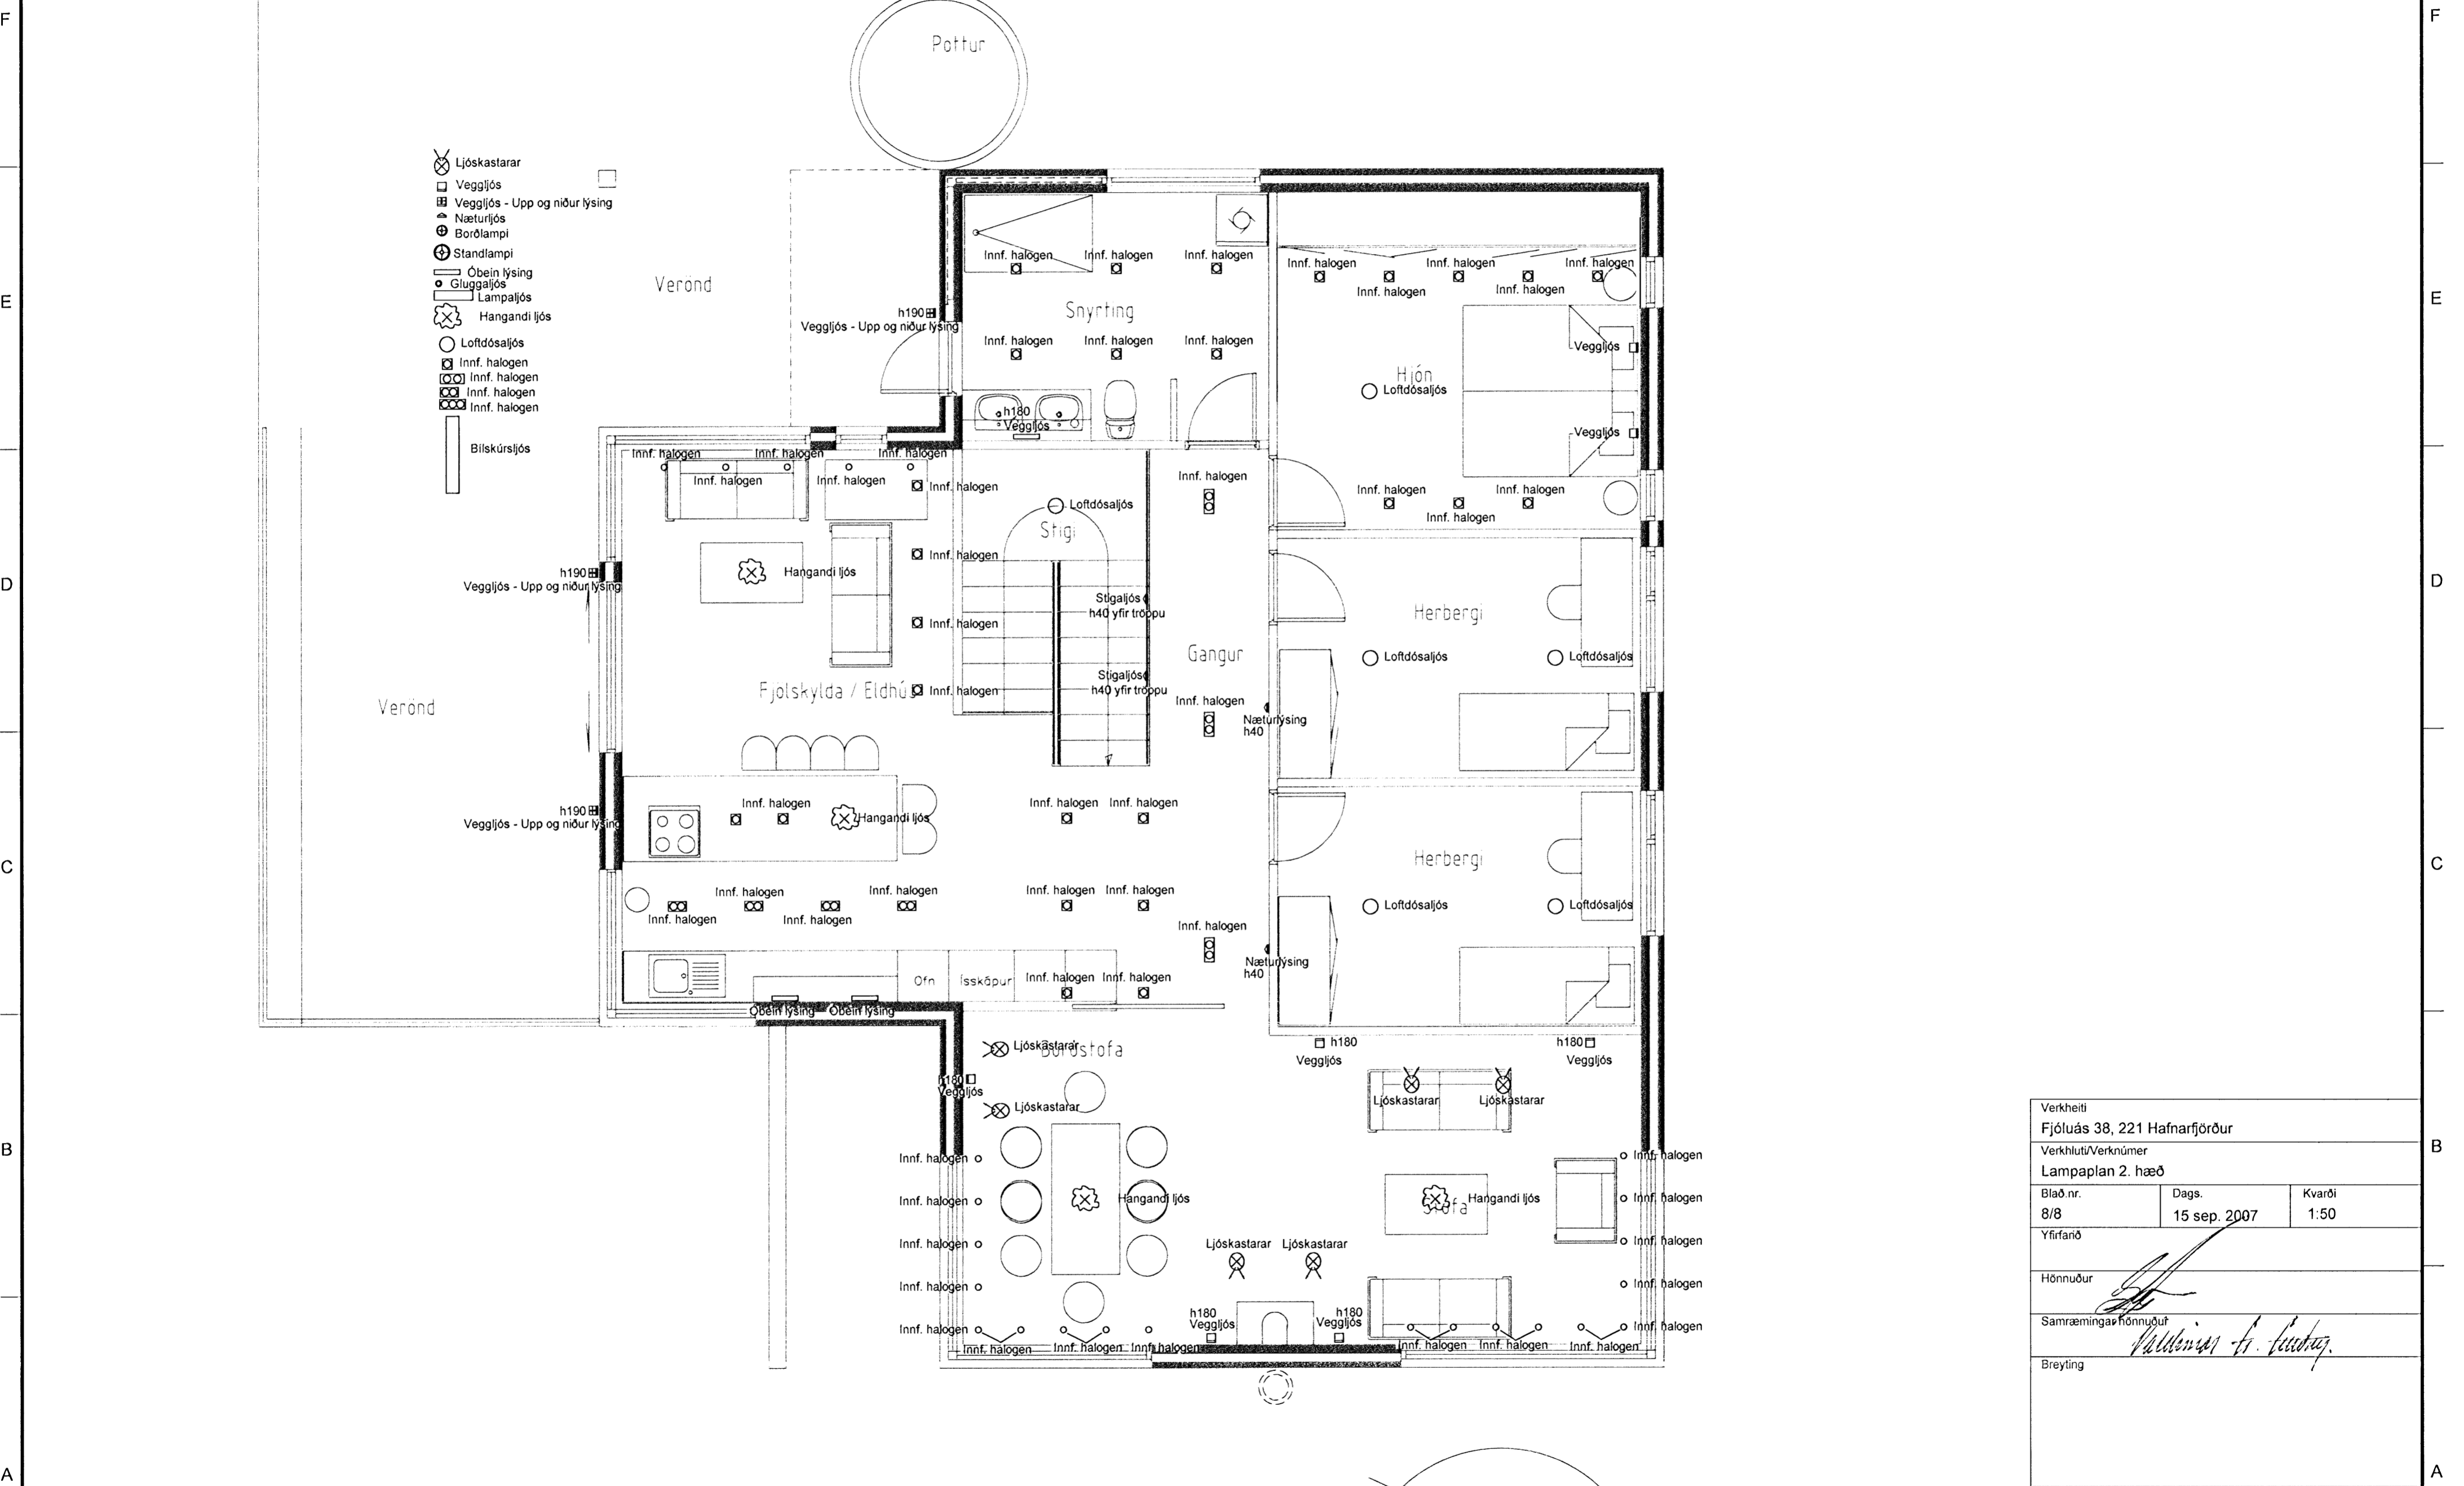 F
F
Pottur
Ljóskastarar
Veggljós
Veggljós - Upp og niður lýsing
Næturljós
Borðlampi
Standlampi
Óbein lýsing
Gluggaljós
Lampaljós
Hangandi ljós
Loftdósaljós
Innf. halogen
Innf. halogen
Innf. halogen
Innf. halogen
Bílskúrsljós
Verönd
E
E
h190
Veggljós - Upp og niður lýsing
Innf. halogen Innf. halogen Innf. halogen
Snyrting
Innf. halogen Innf. halogen Innf. halogen
h180
Veggljós
Innf. halogen Innf. halogen Innf. halogen
Innf. halogen Innf. halogen
Veggljós
Hjón
Loftdósaljós
Veggljós
Innf. halogen Innf. halogen
Innf. halogen
Innf. halogen Innf. halogen Innf. halogen
Innf. halogen Innf. halogen
Innf. halogen
Innf. halogen
Innf. halogen
Innf. halogen
Hangandi ljós
Fjölskylda / Eldhús
Loftdósaljós
Stigi
Stigaljós
h40 yfir tröppu
Stigaljós
h40 yfir tröppu
Innf. halogen
Gangur
Innf. halogen
Næturlýsing
h40
D
D
h190
Veggljós - Upp og niður lýsing
Verönd
h190
Veggljós - Upp og niður lýsing
Herbergi
Loftdósaljós Loftdósaljós
C
C
Herbergi
Loftdósaljós Loftdósaljós
Innf. halogen
Hangandi ljós
Innf. halogen Innf. halogen
Innf. halogen Innf. halogen
Innf. halogen Innf. halogen
Innf. halogen Innf. halogen
Innf. halogen
Næturlýsing
h40
Ofn
Ísskápur
Innf. halogen Innf. halogen
Óbein lýsing Óbein lýsing
Ljóskastarar
Borðstofa
h180
Veggljós
Ljóskastarar
h180
Veggljós
h180
Veggljós
Ljóskastarar Ljóskastarar
B
B
Innf. halogen
Innf. halogen
Innf. halogen
Innf. halogen
Innf. halogen
Hangandi ljós
Hangandi ljós
Stofa
Innf. halogen
Innf. halogen
Innf. halogen
Innf. halogen
Innf. halogen
Ljóskastarar Ljóskastarar
h180
Veggljós
h180
Veggljós
Innf. halogen Innf. halogen Innf. halogen
Innf. halogen Innf. halogen Innf. halogen
A
A
Verkheiti
Fjóluás 38, 221 Hafnarfjörður
Verkhluti/Verknúmer
Lampaplan 2. hæð
Blað.nr. Dags. Kvarði
8/8 15 sep. 2007 1:50
Yfirfarið
Hönnuður
Samræmingarhönnuður
Breyting